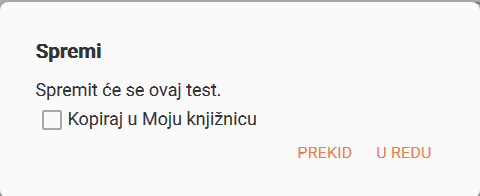 Spremi
Spremit će se ovaj test.
Kopiraj u Moju knjižnicu
PREKID U REDU